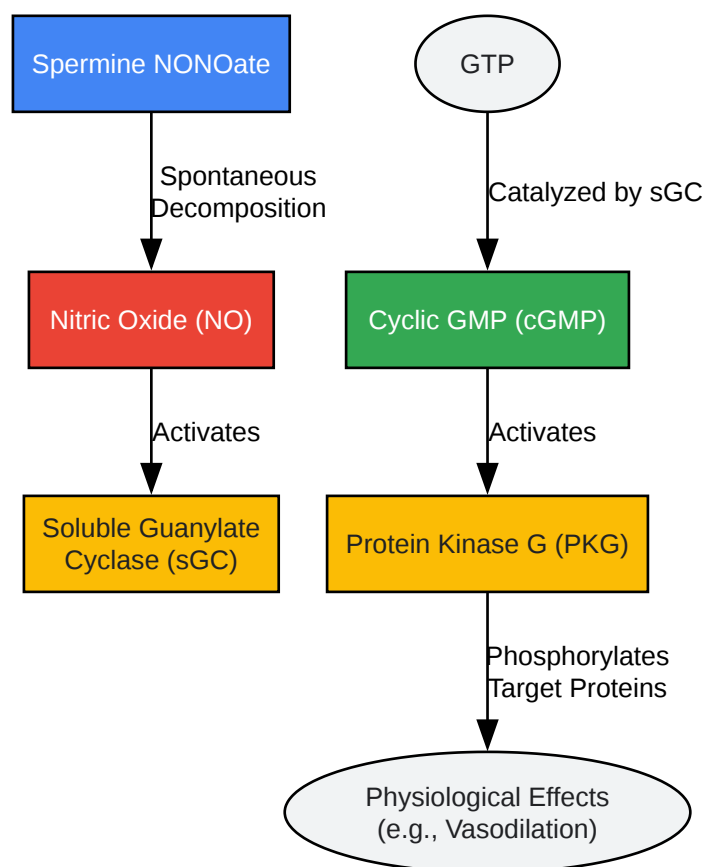 Spermine NONOate
GTP
Spontaneous
Decomposition
Catalyzed by sGC
Nitric Oxide (NO)
Cyclic GMP (cGMP)
Activates
Activates
Soluble Guanylate
Cyclase (sGC)
Protein Kinase G (PKG)
Phosphorylates
Target Proteins
Physiological Effects
(e.g., Vasodilation)